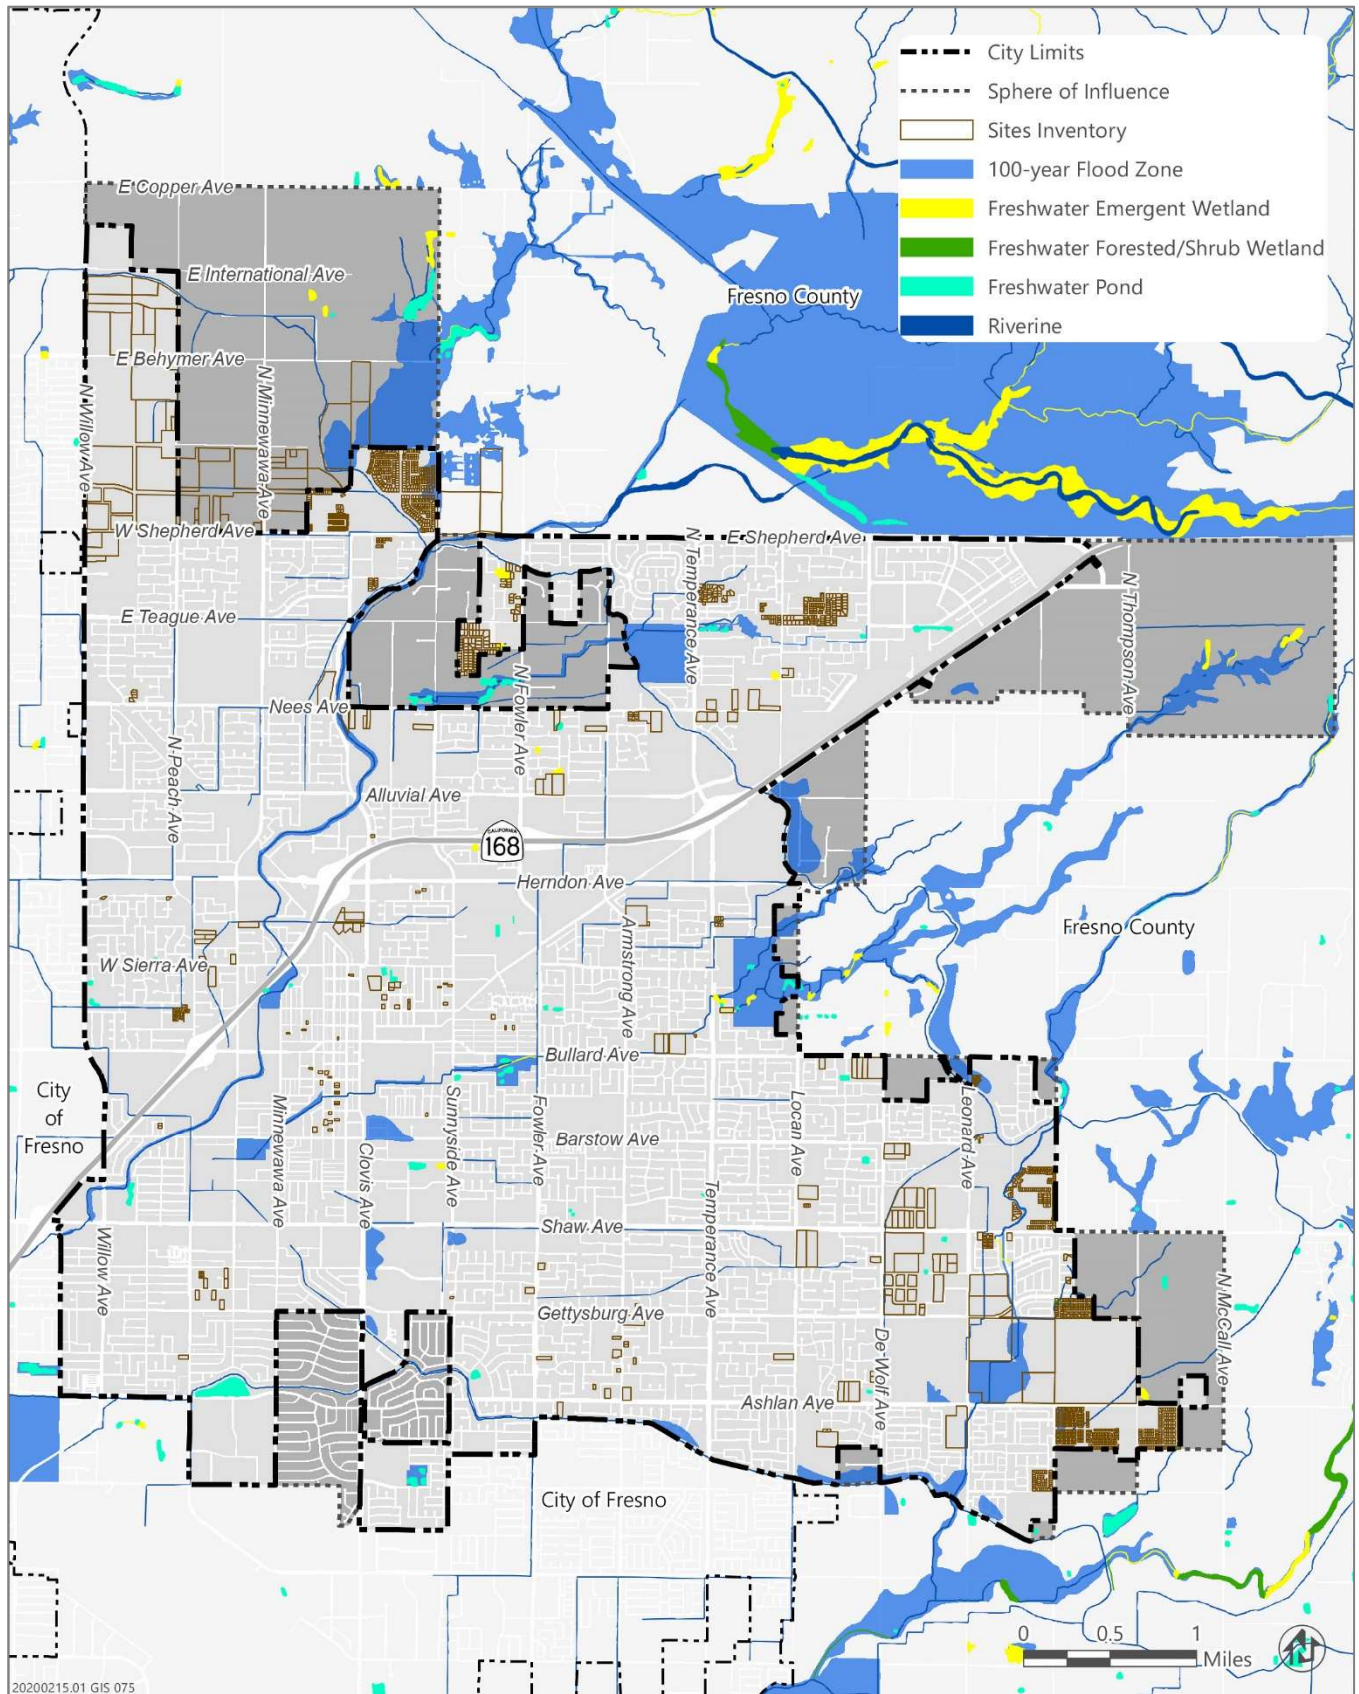 City Limits
Sphere of Influence
Sites Inventory
100-year Flood Zone
Freshwater Emergent Wetland
Freshwater Forested/Shrub Wetland
Freshwater Pond
Riverine
E Copper Ave
E International Ave
Fresno County
E Behymer Ave
N Willow Ave
N Minnewawa Ave
W Shepherd Ave
E Shepherd Ave
N Temperance Ave
N Thompson Ave
E Teague Ave
Nees Ave
N Fowler Ave
N Peach Ave
Alluvial Ave
CALIFORNIA
168
Herndon Ave
Armstrong Ave
Fresno County
W Sierra Ave
Bullard Ave
City
of
Fresno
Minnewawa Ave
Clovis Ave
Sunnyside Ave
Fowler Ave
Barstow Ave
Locan Ave
Leonard Ave
Temperance Ave
Shaw Ave
Willow Ave
Gettysburg Ave
De Wolf Ave
N McCall Ave
Ashlan Ave
City of Fresno
0 0.5 1
Miles
N
20200215.01 GIS 075